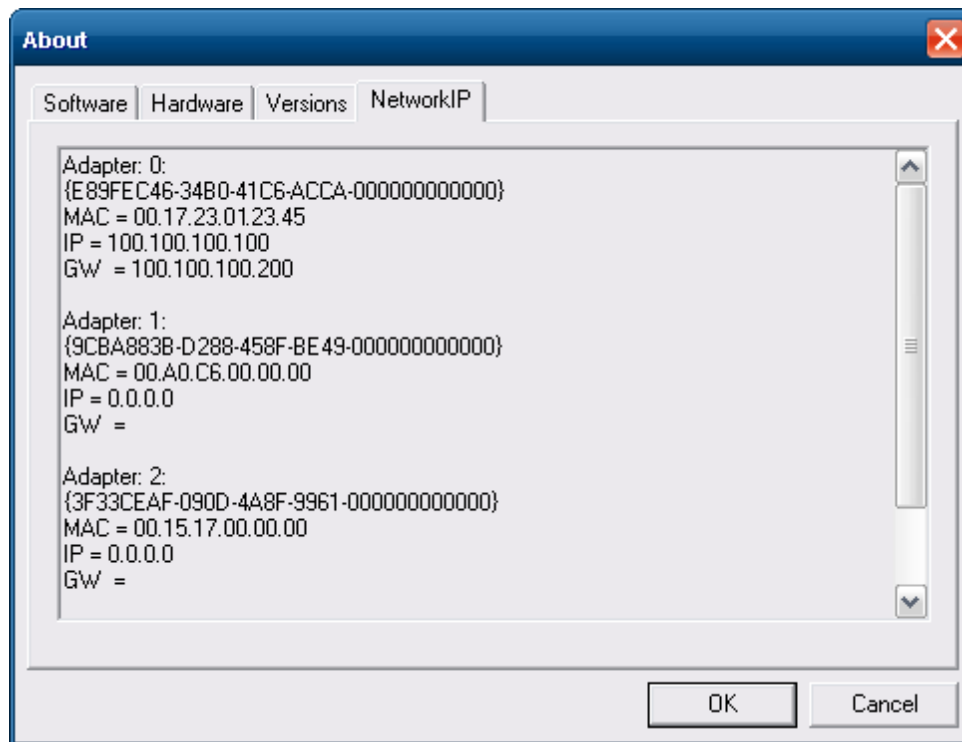 About
Software Hardware Versions NetworkIP
Adapter: 0:
{E89FEC46-34B0-41C6-ACCA-000000000000}
MAC = 00.17.23.01.23.45
IP = 100.100.100.100
GW = 100.100.100.200
Adapter: 1:
{9CBA883B-D288-458F-BE49-000000000000}
MAC = 00.A0.C6.00.00.00
IP = 0.0.0.0
GW =
Adapter: 2:
{3F33CEAF-090D-4A8F-9961-000000000000}
MAC = 00.15.17.00.00.00
IP = 0.0.0.0
GW =
OK Cancel